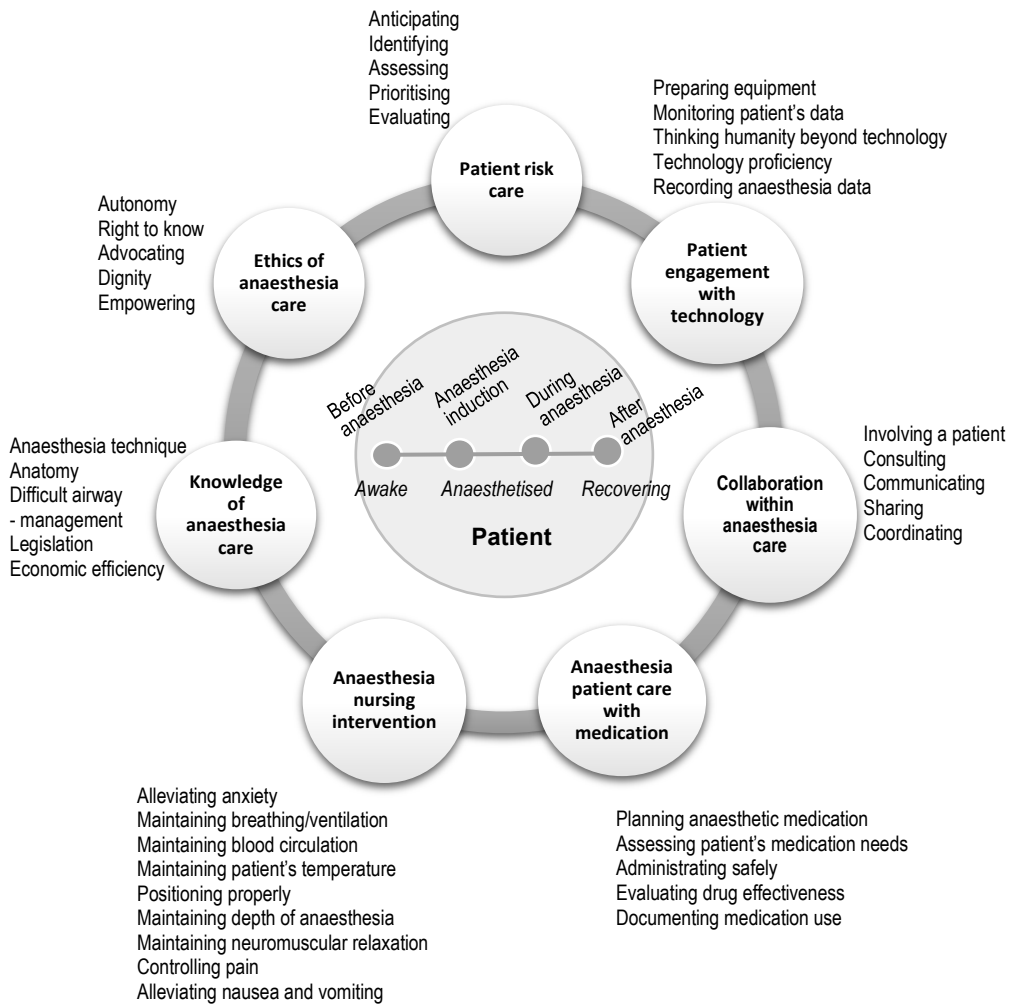 Anticipating
Identifying
Assessing
Prioritising
Evaluating
Patient risk
care
Preparing equipment
Monitoring patient's data
Thinking humanity beyond technology
Technology proficiency
Recording anaesthesia data
Patient
engagement
with
technology
Autonomy
Right to know
Advocating
Dignity
Empowering
Ethics of
anaesthesia
care
Before
anaesthesia
Anaesthesia
induction
During
anaesthesia
After
anaesthesia
Awake
Anaesthetised
Recovering
Patient
Anaesthesia technique
Anatomy
Difficult airway
- management
Legislation
Economic efficiency
Knowledge
of
anaesthesia
care
Collaboration
within
anaesthesia
care
Involving a patient
Consulting
Communicating
Sharing
Coordinating
Anaesthesia
nursing
intervention
Anaesthesia
patient care
with
medication
Alleviating anxiety
Maintaining breathing/ventilation
Maintaining blood circulation
Maintaining patient's temperature
Positioning properly
Maintaining depth of anaesthesia
Maintaining neuromuscular relaxation
Controlling pain
Alleviating nausea and vomiting
Planning anaesthetic medication
Assessing patient's medication needs
Administrating safely
Evaluating drug effectiveness
Documenting medication use